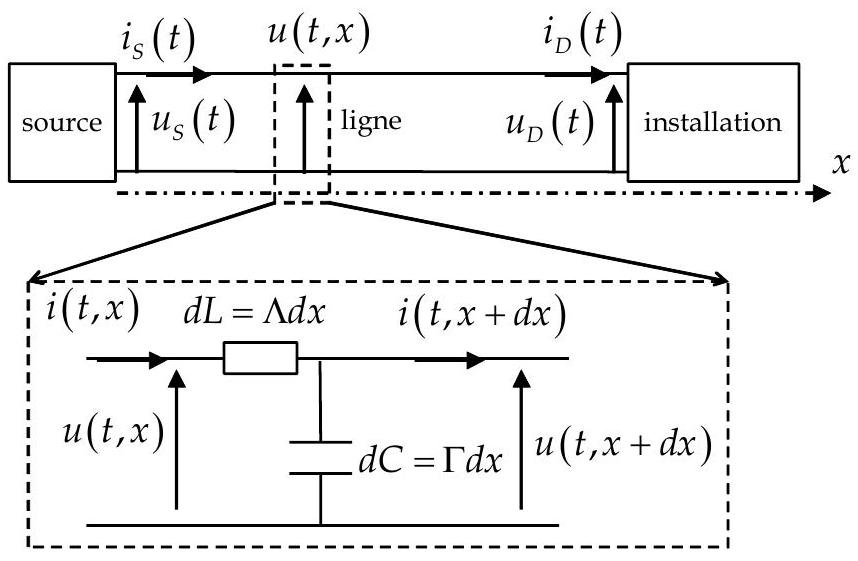 i_S(t) u(t,x) i_D(t)
source u_S(t) ligne u_D(t) installation
x
i(t,x) dL = Λdx i(t,x+dx)
u(t,x) dC = Γdx u(t,x+dx)